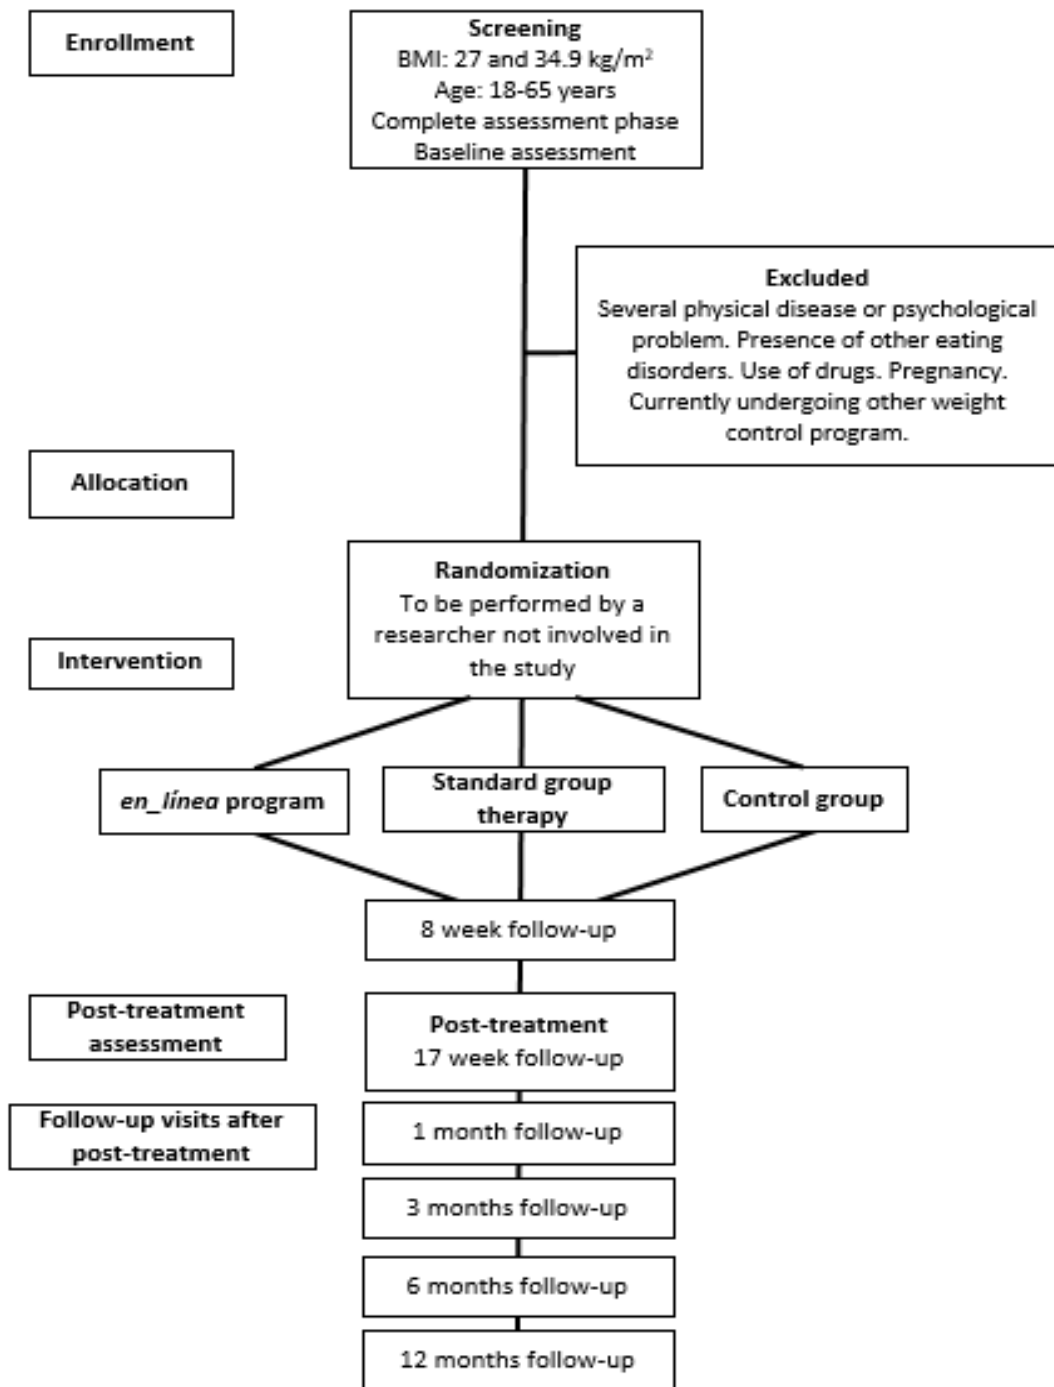 Enrollment
Screening
BMI: 27 and 34.9 kg/m²
Age: 18-65 years
Complete assessment phase
Baseline assessment
Excluded
Several physical disease or psychological
problem. Presence of other eating
disorders. Use of drugs. Pregnancy.
Currently undergoing other weight
control program.
Allocation
Randomization
To be performed by a
researcher not involved in
the study
Intervention
en_línea program
Standard group
therapy
Control group
8 week follow-up
Post-treatment
assessment
Post-treatment
17 week follow-up
Follow-up visits after
post-treatment
1 month follow-up
3 months follow-up
6 months follow-up
12 months follow-up